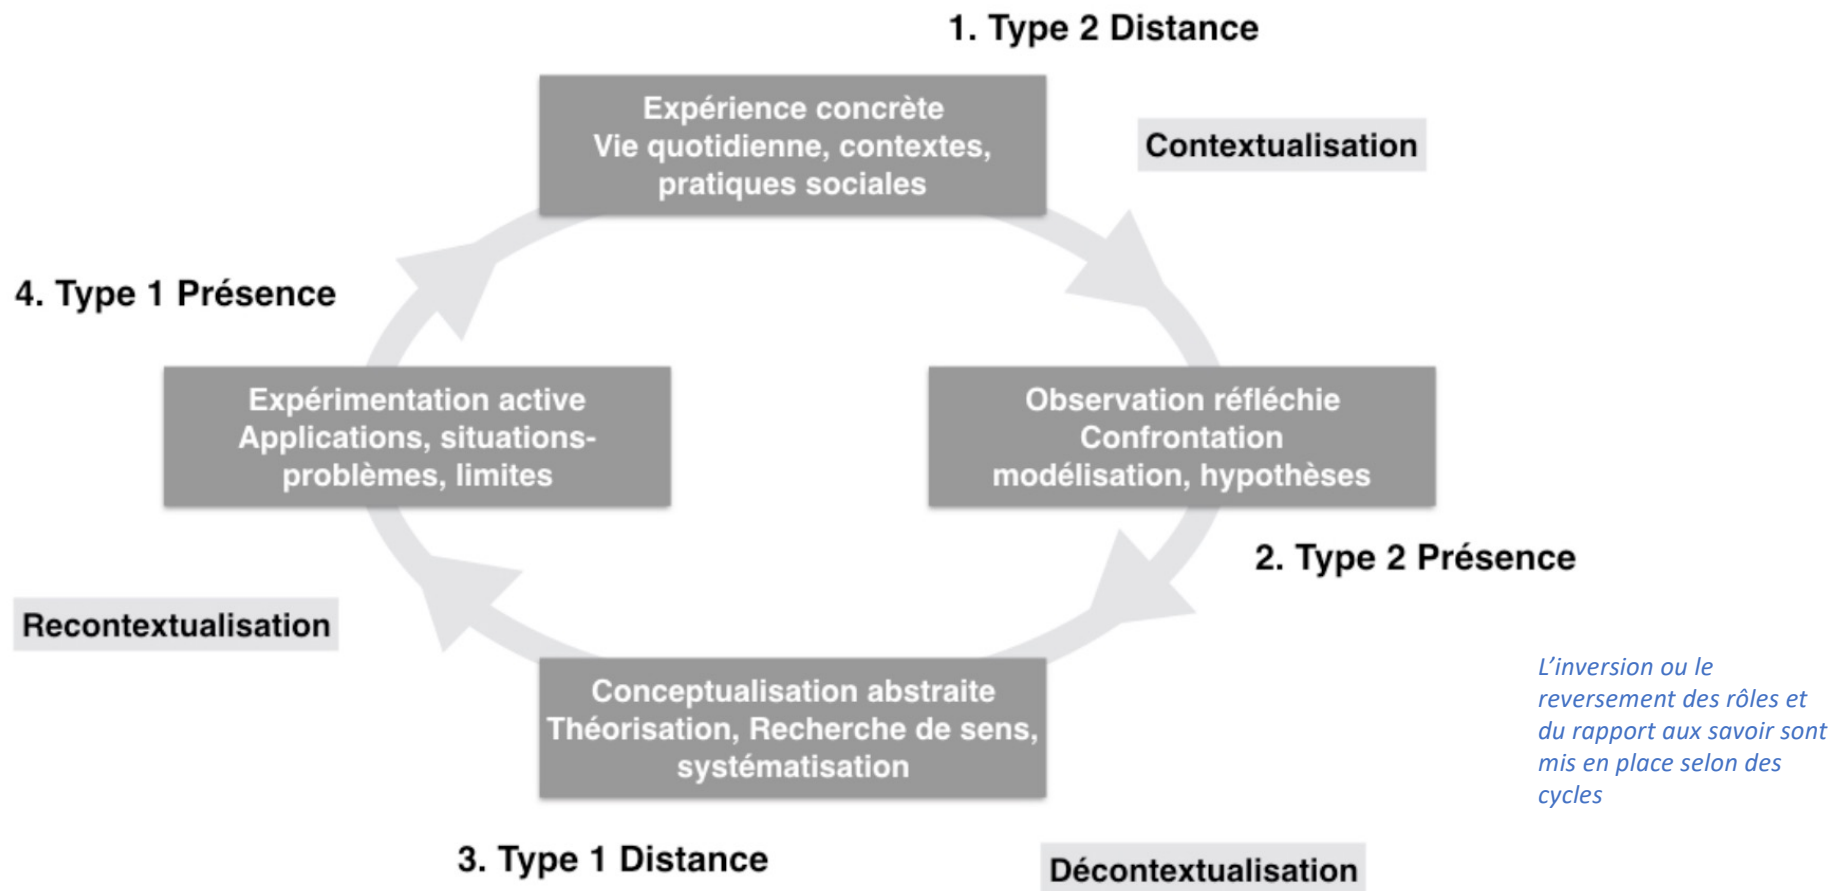 1. Type 2 Distance
Expérience concrète
Vie quotidienne, contextes,
pratiques sociales
Contextualisation
4. Type 1 Présence
Expérimentation active
Applications, situations-
problèmes, limites
Observation réfléchie
Confrontation
modélisation, hypothèses
2. Type 2 Présence
Recontextualisation
Conceptualisation abstraite
Théorisation, Recherche de sens,
systématisation
L’inversion ou le
reversement des rôles et
du rapport aux savoir sont
mis en place selon des
cycles
3. Type 1 Distance
Décontextualisation